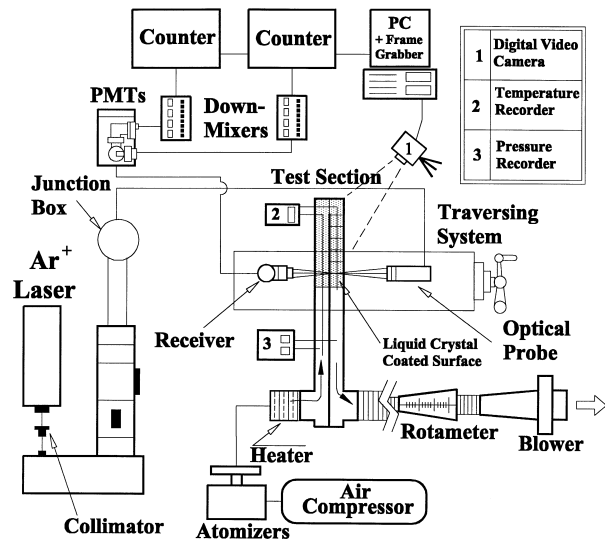 Counter
Counter
PC
+ Frame
Grabber
1
Digital Video
Camera
2
Temperature
Recorder
3
Pressure
Recorder
PMTs
Down-
Mixers
1
Junction
Box
Test Section
2
Traversing
System
Ar+
Laser
Receiver
Liquid Crystal
Coated Surface
Optical
Probe
3
Rotameter
Blower
Heater
Collimator
Atomizers
Air
Compressor